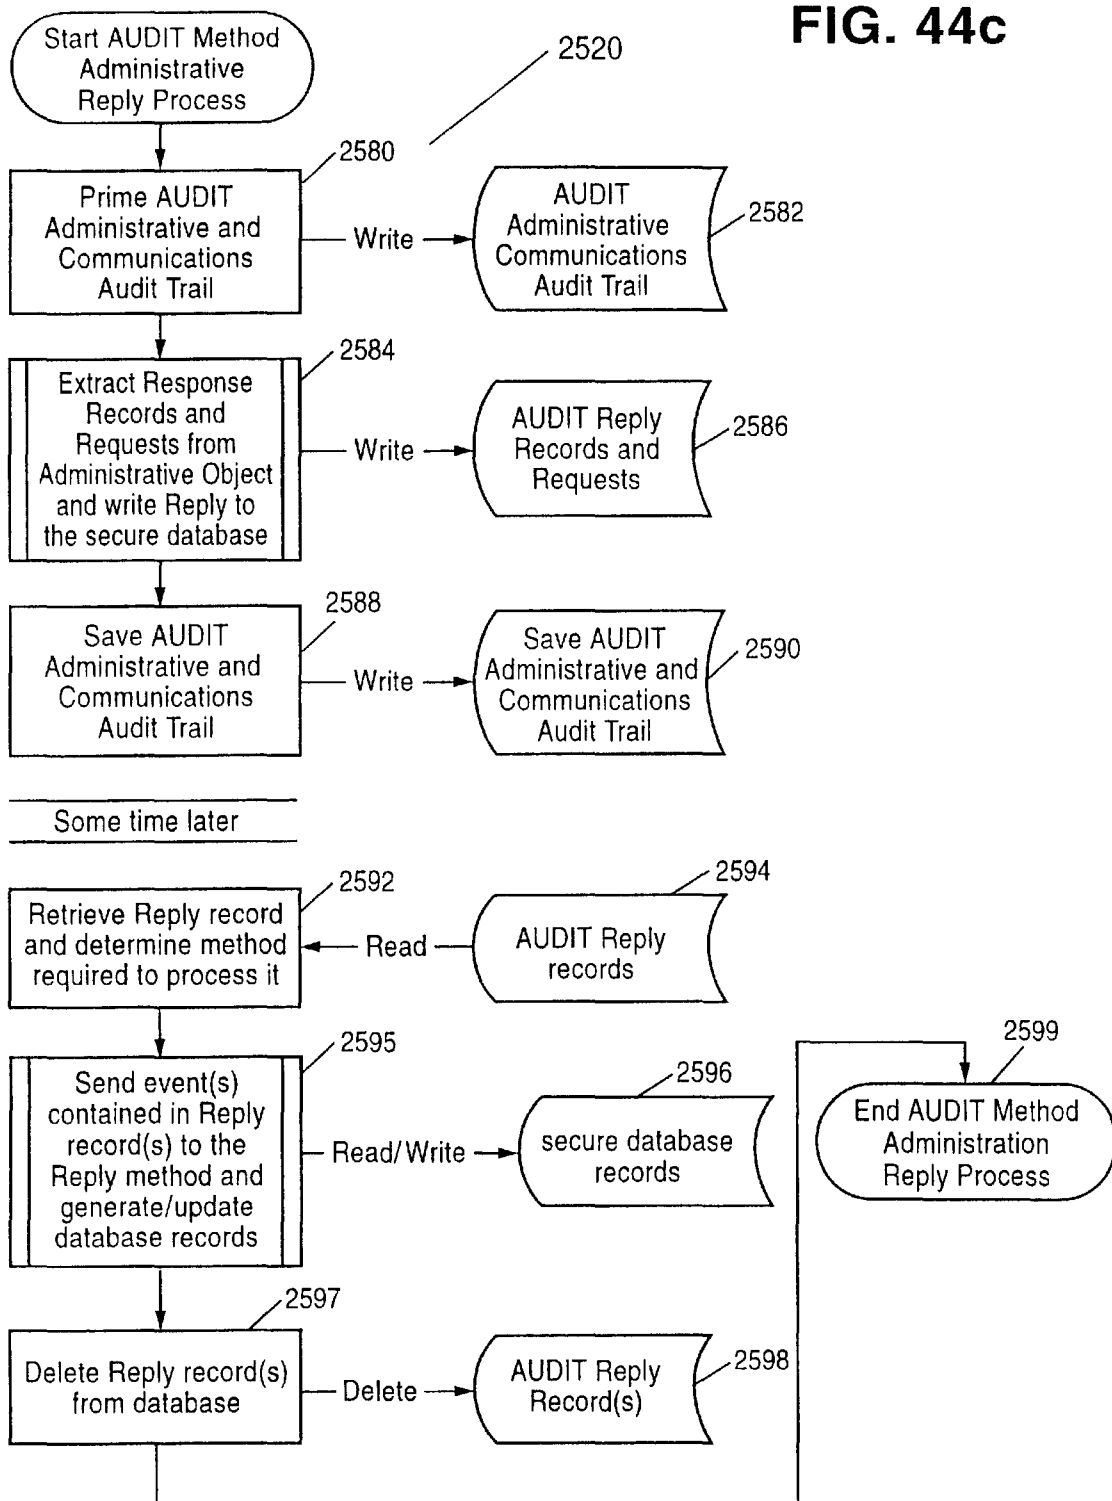 FIG. 44c
Start AUDIT Method
Administrative
Reply Process
2520
2580
Prime AUDIT
Administrative and
Communications
Audit Trail
Write
AUDIT
Administrative
Communications
Audit Trail
2582
2584
Extract Response
Records and
Requests from
Administrative Object
and write Reply to
the secure database
Write
AUDIT Reply
Records and
Requests
2586
2588
Save AUDIT
Administrative and
Communications
Audit Trail
Write
Save AUDIT
Administrative and
Communications
Audit Trail
2590
Some time later
2592
Retrieve Reply record
and determine method
required to process it
Read
2594
AUDIT Reply
records
2595
Send event(s)
contained in Reply
record(s) to the
Reply method and
generate/update
database records
Read/Write
2596
secure database
records
2597
Delete Reply record(s)
from database
Delete
AUDIT Reply
Record(s)
2598
2599
End AUDIT Method
Administration
Reply Process